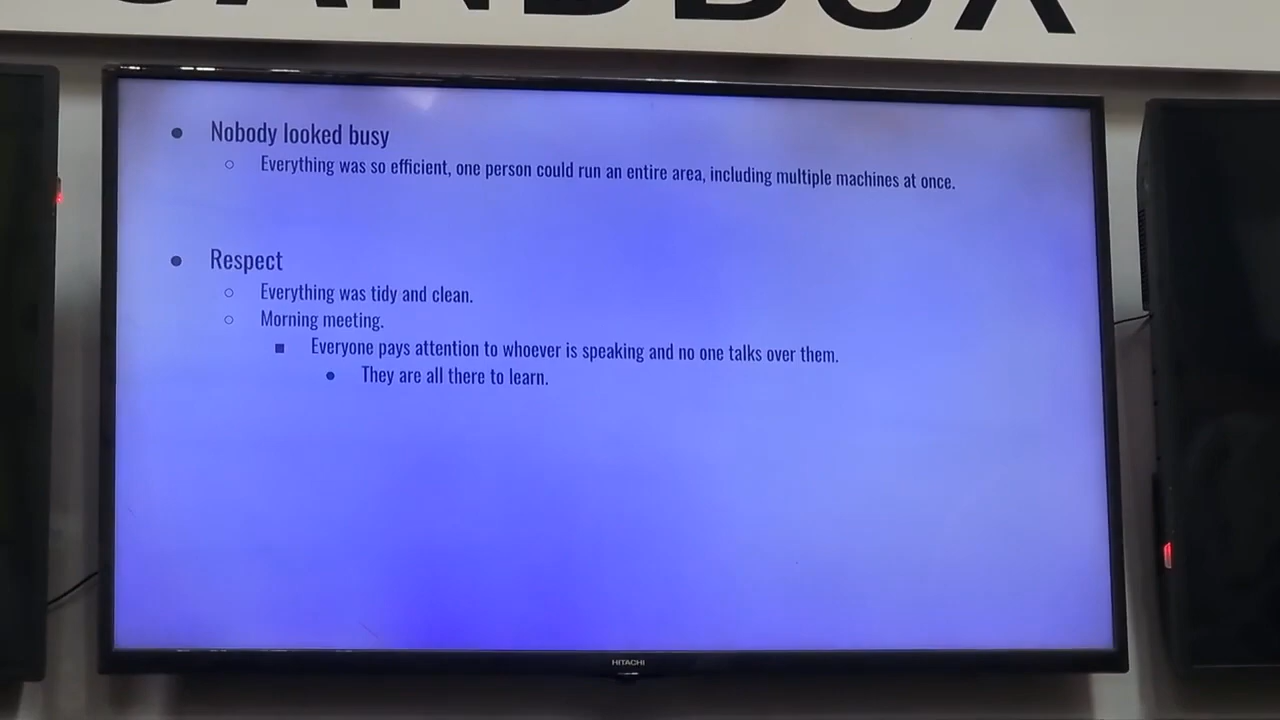 Nobody looked busy
Everything was so efficient, one person could run an entire area, including multiple machines at once.
Respect
Everything was tidy and clean.
Morning meeting.
Everyone pays attention to whoever is speaking and no one talks over them.
They are all there to learn.
HITACHI